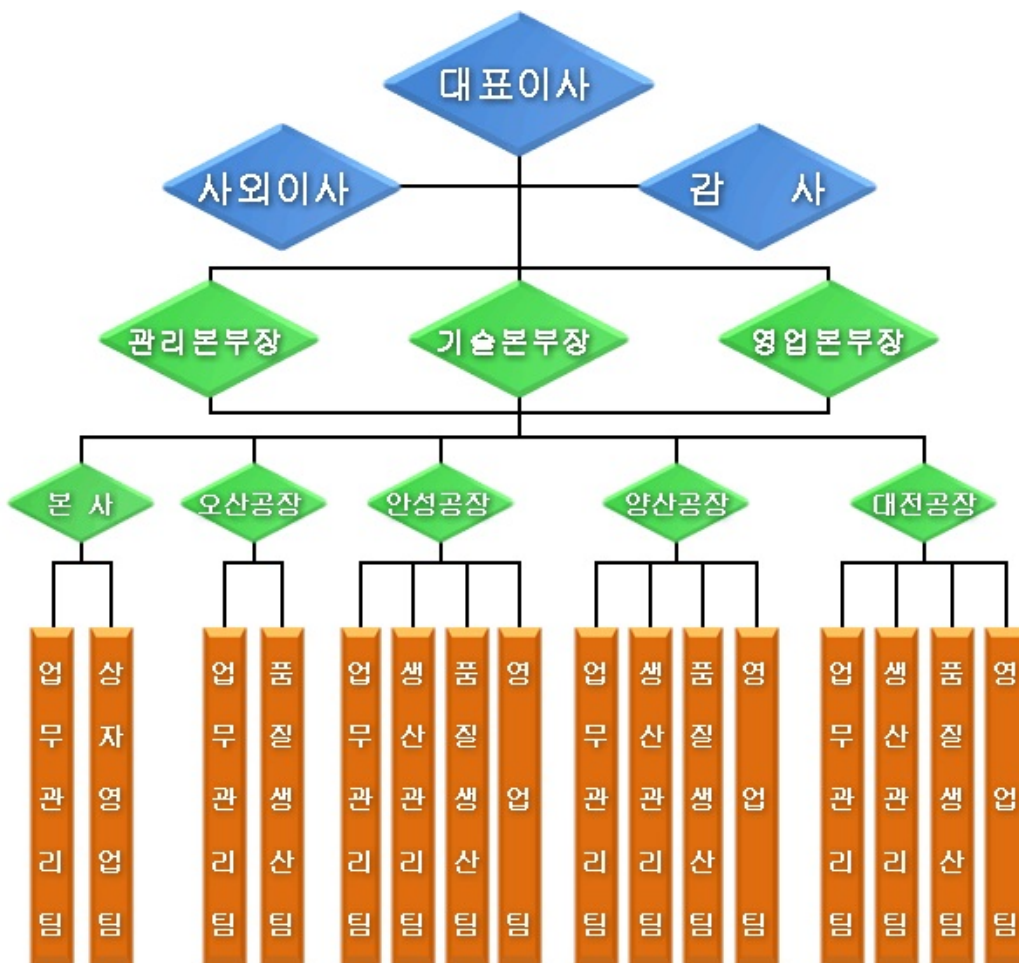 대표이사
사외이사
감 사
관리본부장
기술본부장
영업본부장
본 사
오산공장
안성공장
양산공장
대전공장
업무관리팀
상자영업팀
업무관리팀
품질생산팀
업무관리팀
생산관리팀
품질생산팀
영업팀
업무관리팀
생산관리팀
품질생산팀
영업팀
업무관리팀
생산관리팀
품질생산팀
영업팀